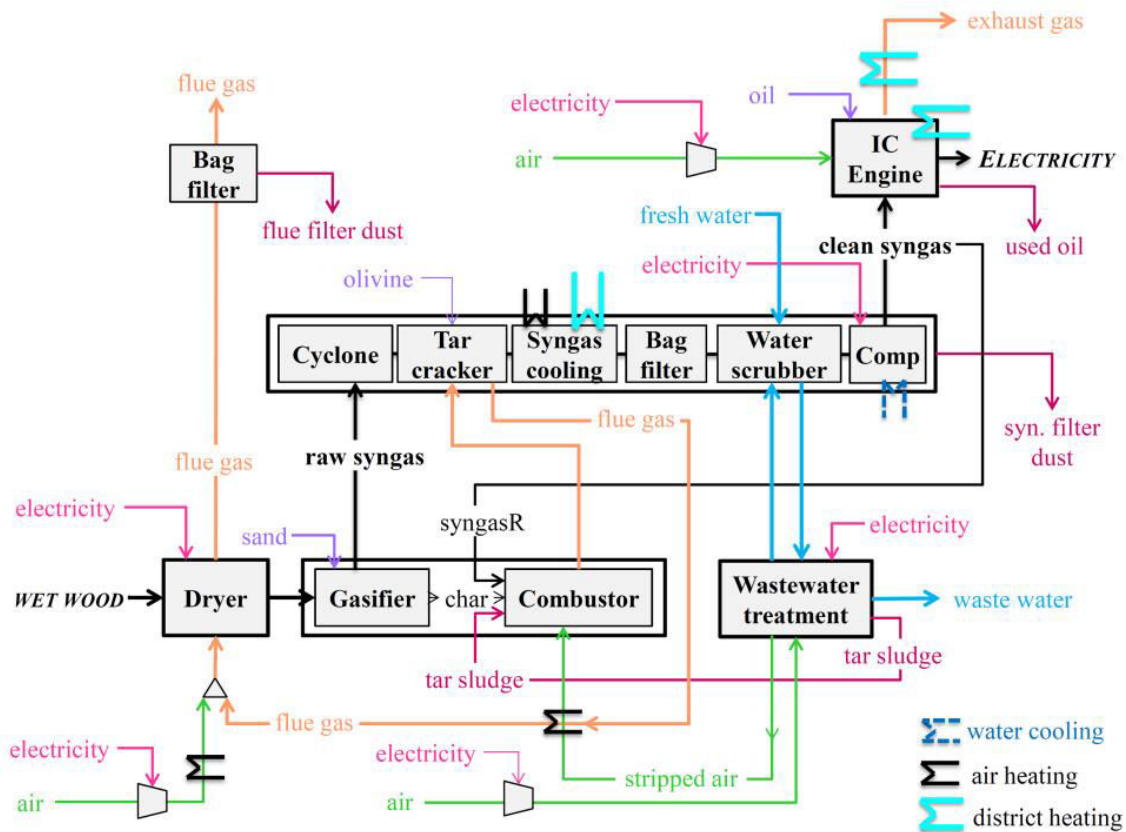 exhaust gas
flue gas
electricity
oil
air
IC
Engine
ELECTRICITY
Bag
filter
flue filter dust
fresh water
clean syngas
used oil
electricity
olivine
Cyclone
Tar
cracker
Syngas
cooling
Bag
filter
Water
scrubber
Comp
flue gas
syn. filter
dust
flue gas
raw syngas
electricity
syngasR
electricity
sand
WET WOOD
Dryer
Gasifier
char
Combustor
Wastewater
treatment
waste water
tar sludge
tar sludge
flue gas
water cooling
electricity
electricity
stripped air
air heating
air
air
district heating